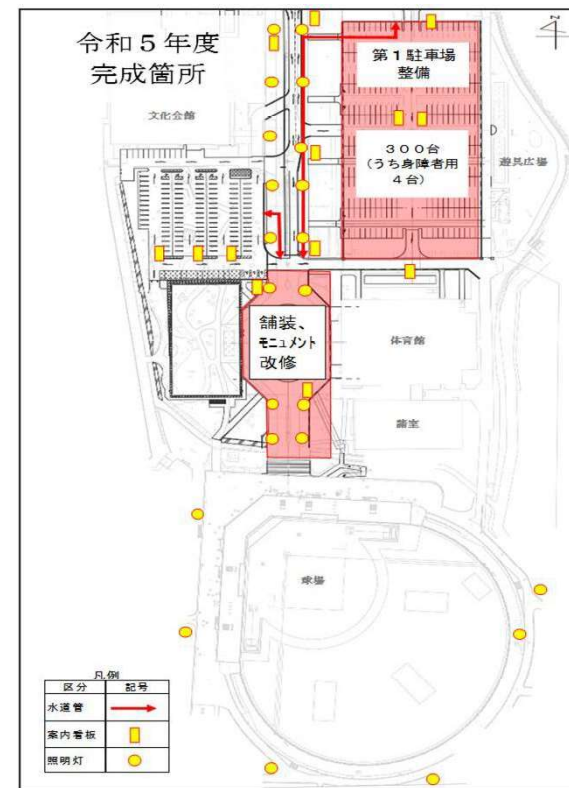 令和５年度
完成箇所
N
第１駐車場
整備
文化会館
３００台
（うち身障者用
４台）
遊具広場
舗装、
モニュメント
改修
体育館
球場
凡例
区分 記号
水道管
案内看板
照明灯